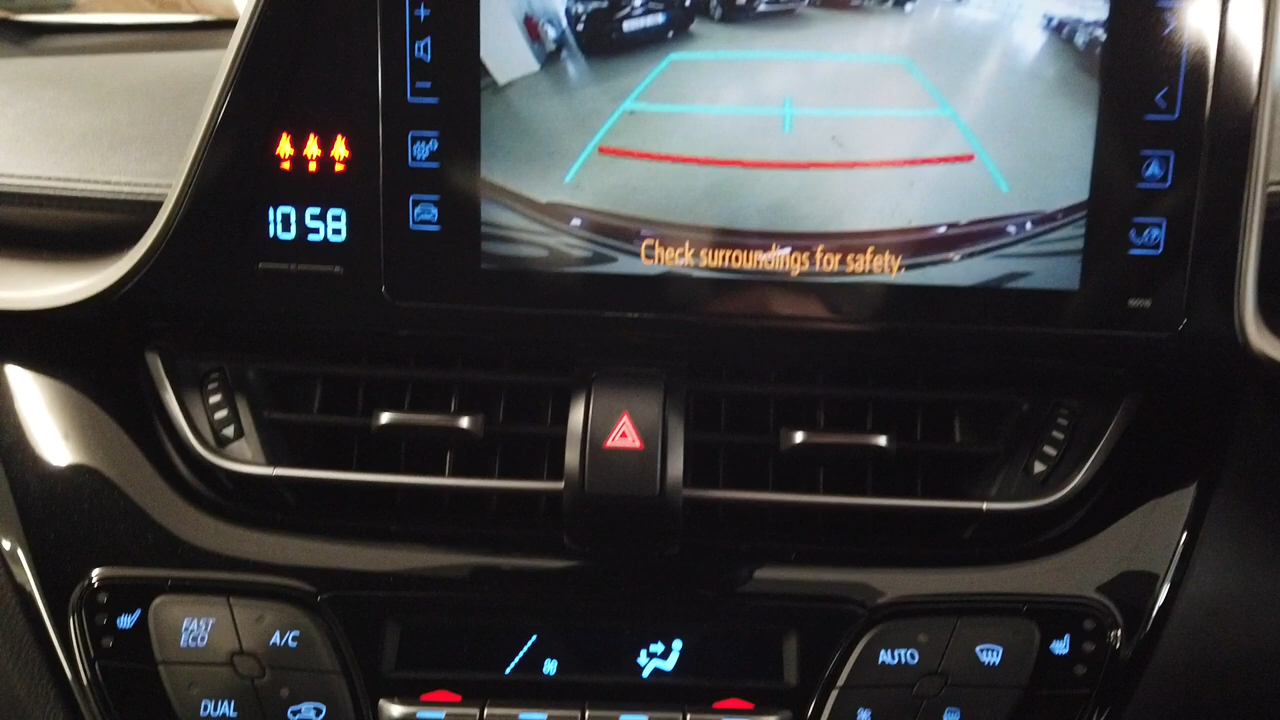 +
-
10 58
Check surroundings for safety.
FAST
ECO
A/C
DUAL
AUTO